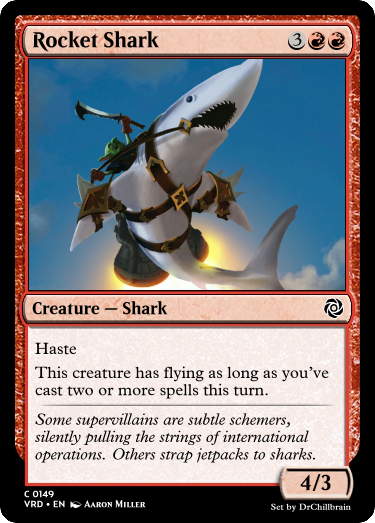 Rocket Shark 3
Creature — Shark
Haste
This creature has flying as long as you've
cast two or more spells this turn.
Some supervillains are subtle schemers,
silently pulling the strings of international
operations. Others strap jetpacks to sharks.
4/3
C 0149
VRD • EN Aaron Miller
Set by DrChillbrain